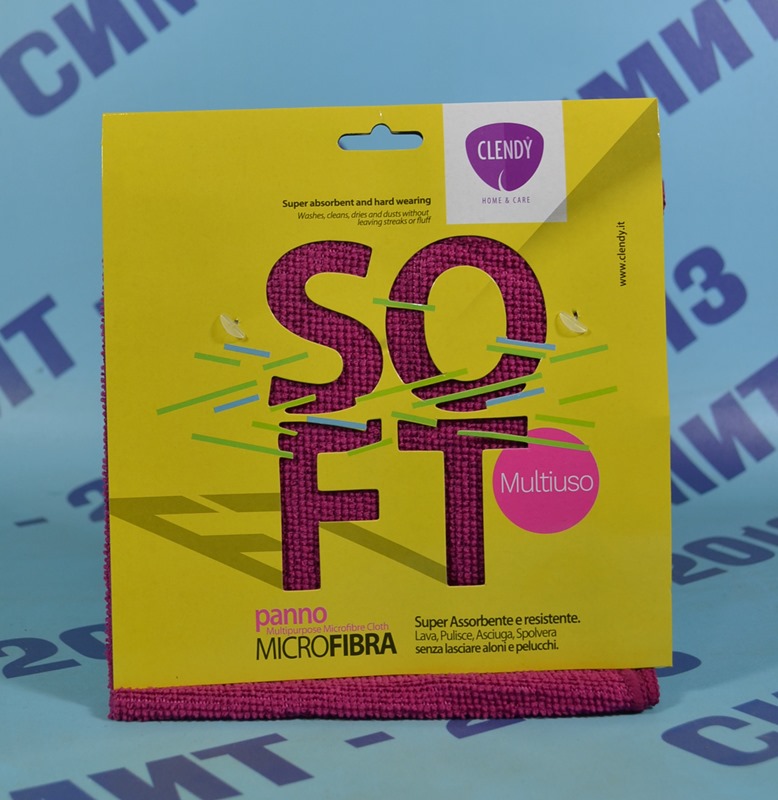 CLENDY
HOME & CARE
Super absorbent and hard wearing
Washes, cleans, dries and dusts without
leaving streaks or fluff
www.clendy.it
SO
FT
Multiuso
panno
Multipurpose Microfibre Cloth
MICROFIBRA
Super Assorbente e resistente.
Lava, Pulisce, Asciuga, Spolvera
senza lasciare aloni e pelucchi.